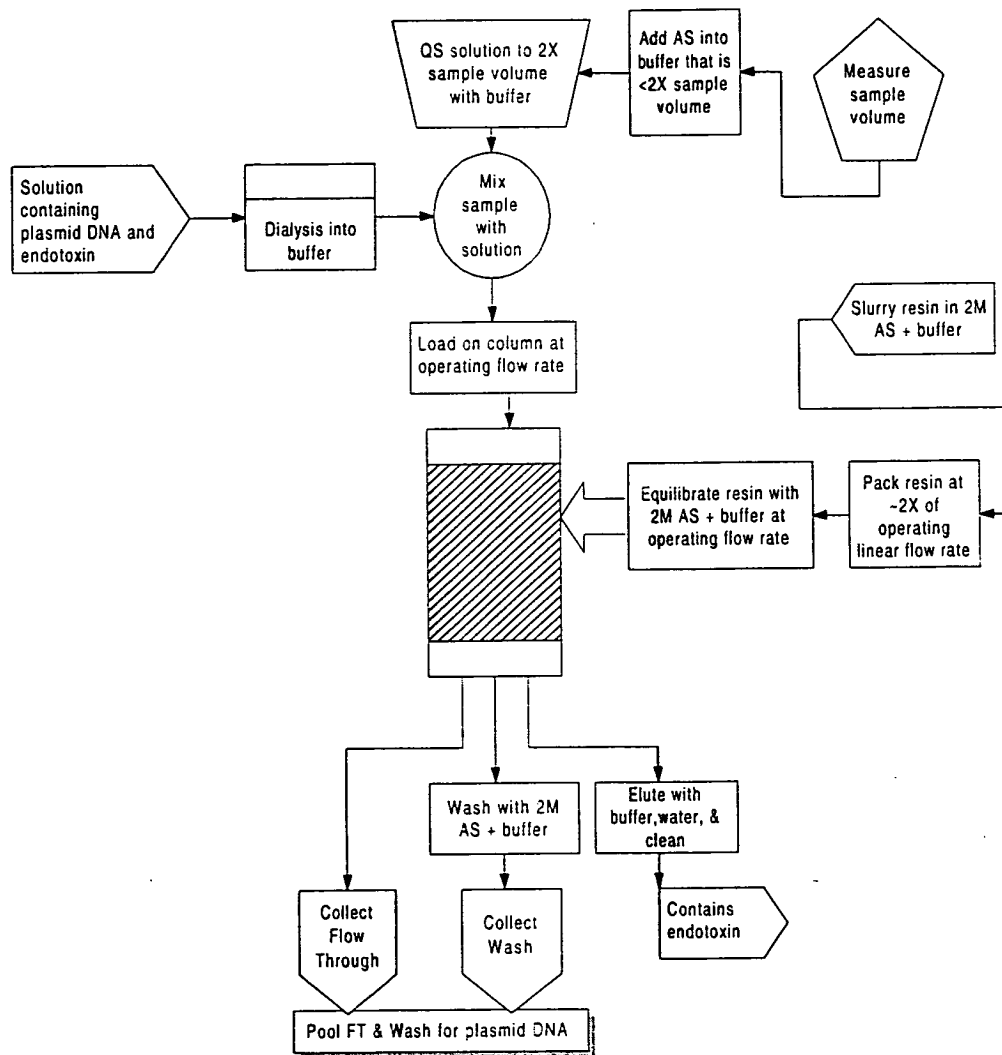 QS solution to 2X
sample volume
with buffer
Add AS into
buffer that is
<2X sample
volume
Measure
sample
volume
Solution
containing
plasmid DNA and
endotoxin
Dialysis into
buffer
Mix
sample
with
solution
Slurry resin in 2M
AS + buffer
Load on column at
operating flow rate
Equilibrate resin with
2M AS + buffer at
operating flow rate
Pack resin at
~2X of
operating
linear flow rate
Wash with 2M
AS + buffer
Elute with
buffer,water, &
clean
Collect
Flow
Through
Collect
Wash
Contains
endotoxin
Pool FT & Wash for plasmid DNA